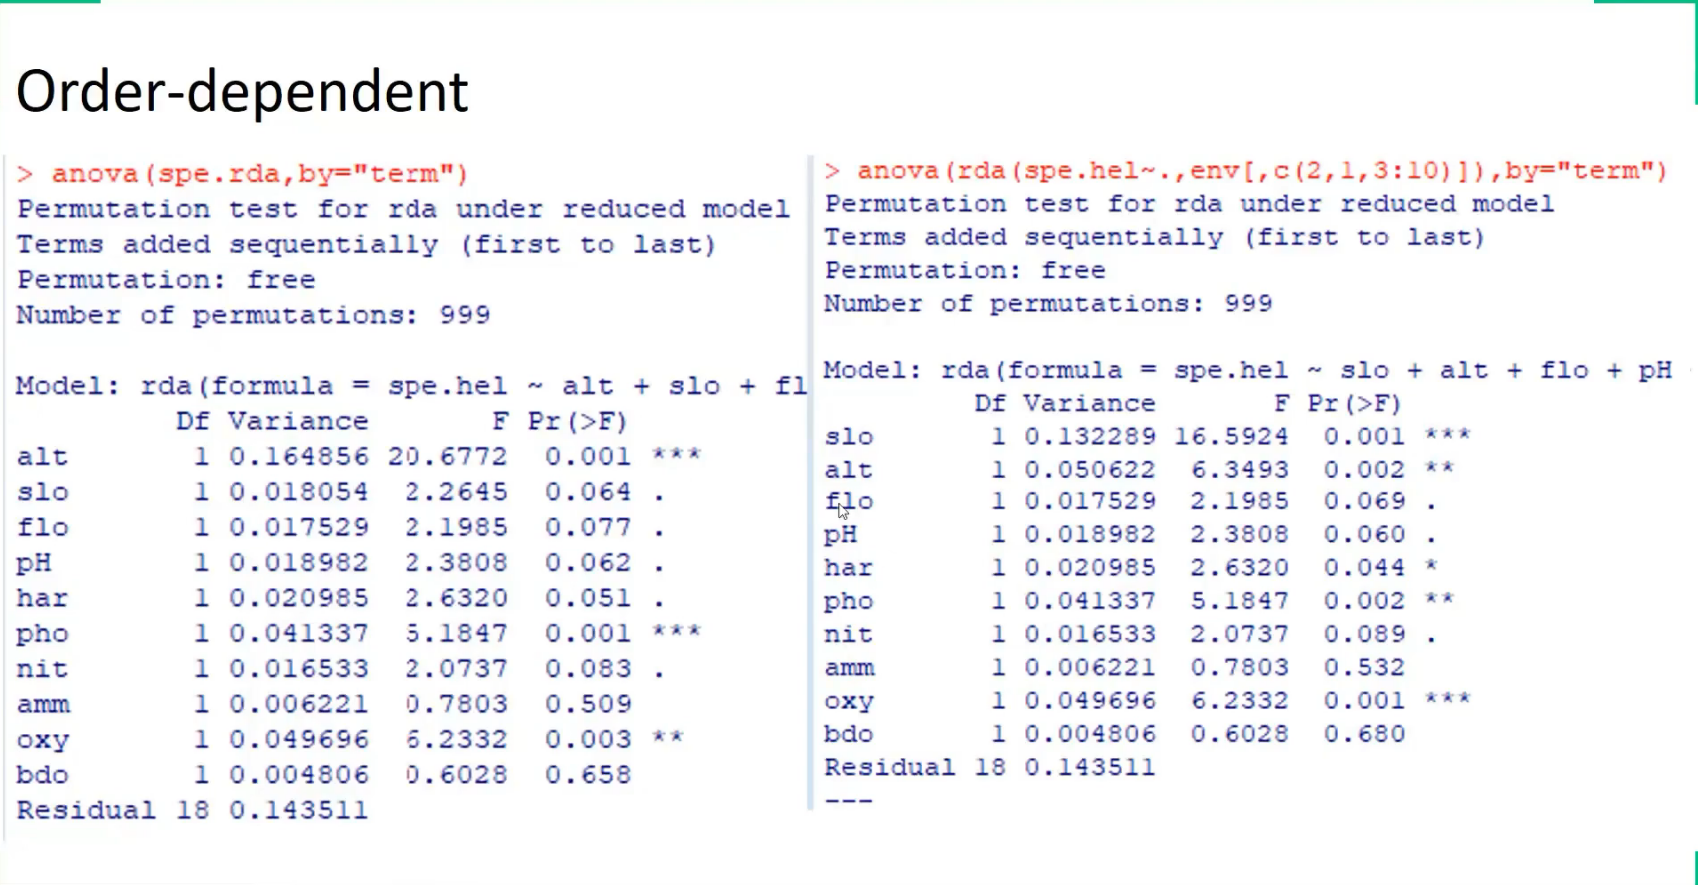 Order-dependent
> anova(spe.rda,by="term")
Permutation test for rda under reduced model
Terms added sequentially (first to last)
Permutation: free
Number of permutations: 999
Model: rda(formula = spe.hel ~ alt + slo + fl
Df Variance F Pr(>F)
alt 1 0.164856 20.6772 0.001 ***
slo 1 0.018054 2.2645 0.064 .
flo 1 0.017529 2.1985 0.077 .
pH 1 0.018982 2.3808 0.062 .
har 1 0.020985 2.6320 0.051 .
pho 1 0.041337 5.1847 0.001 ***
nit 1 0.016533 2.0737 0.083 .
amm 1 0.006221 0.7803 0.509
oxy 1 0.049696 6.2332 0.003 **
bdo 1 0.004806 0.6028 0.658
Residual 18 0.143511
> anova(rda(spe.hel~.,env[,c(2,1,3:10)]),by="term")
Permutation test for rda under reduced model
Terms added sequentially (first to last)
Permutation: free
Number of permutations: 999
Model: rda(formula = spe.hel ~ slo + alt + flo + pH
Df Variance F Pr(>F)
slo 1 0.132289 16.5924 0.001 ***
alt 1 0.050622 6.3493 0.002 **
flo 1 0.017529 2.1985 0.069 .
pH 1 0.018982 2.3808 0.060 .
har 1 0.020985 2.6320 0.044 *
pho 1 0.041337 5.1847 0.002 **
nit 1 0.016533 2.0737 0.089 .
amm 1 0.006221 0.7803 0.532
oxy 1 0.049696 6.2332 0.001 ***
bdo 1 0.004806 0.6028 0.680
Residual 18 0.143511
---